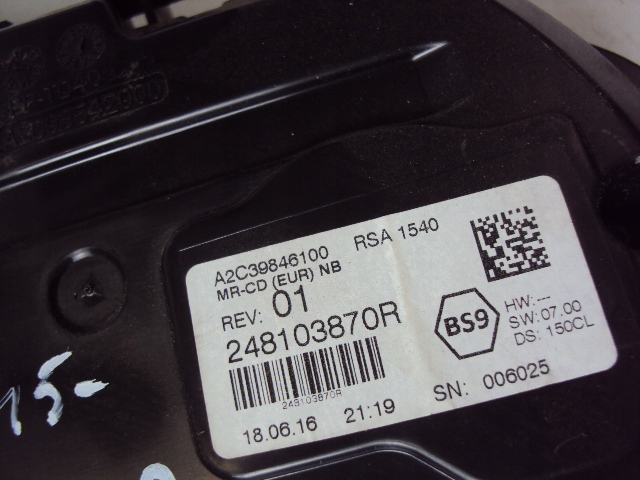 A2C39846100 RSA 1540
MR-CD (EUR) NB
REV: 01
248103870R
BS9
HW:---
SW:07.00
DS: 150CL
248103870R
18.06.16 21:19 SN: 006025
15-